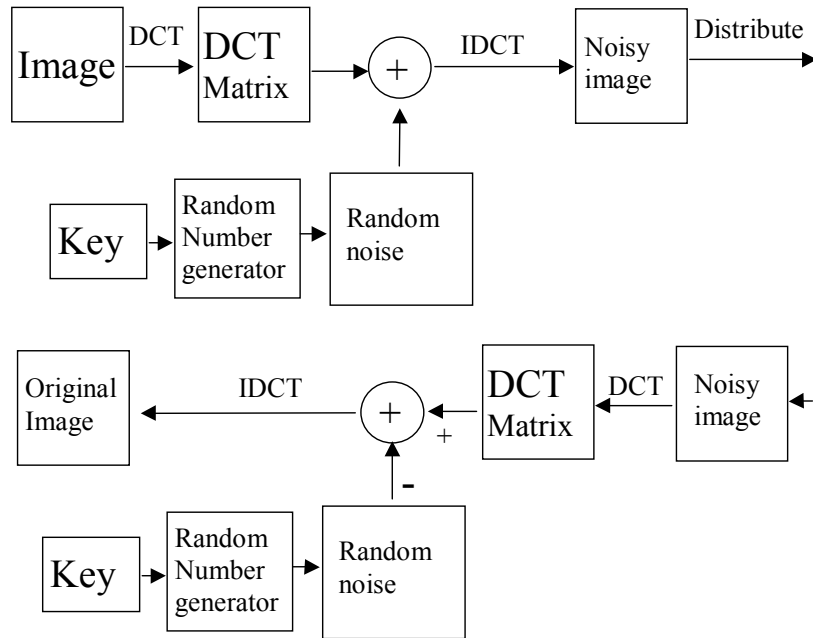 DCT
IDCT
Distribute
Image
DCT
Matrix
+
Noisy
image
Key
Random
Number
generator
Random
noise
Original
Image
IDCT
+
+
DCT
Matrix
DCT
Noisy
image
-
Key
Random
Number
generator
Random
noise